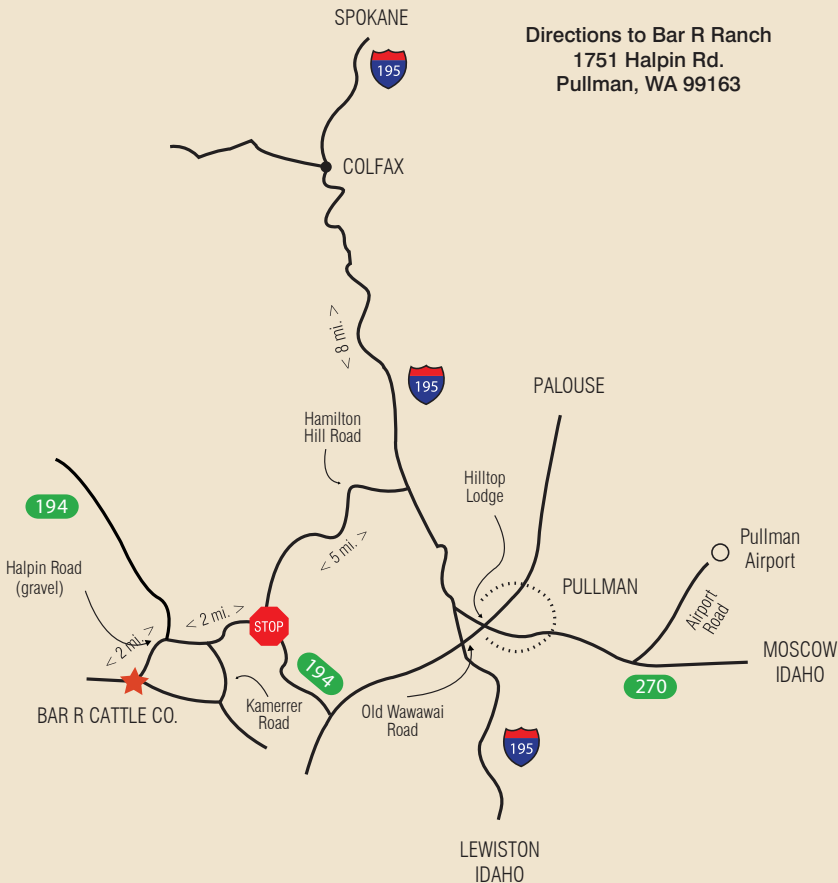 SPOKANE
195
Directions to Bar R Ranch
1751 Halpin Rd.
Pullman, WA 99163
COLFAX
< 8 mi. >
195
PALOUSE
Hamilton
Hill Road
Hilltop
Lodge
194
Pullman
Airport
< 5 mi. >
Halpin Road
(gravel)
PULLMAN
Airport
Road
< 2 mi. >
STOP
< 2 mi. >
MOSCOW
IDAHO
194
270
BAR R CATTLE CO.
Kamerrer
Road
Old Wawawai
Road
195
LEWISTON
IDAHO